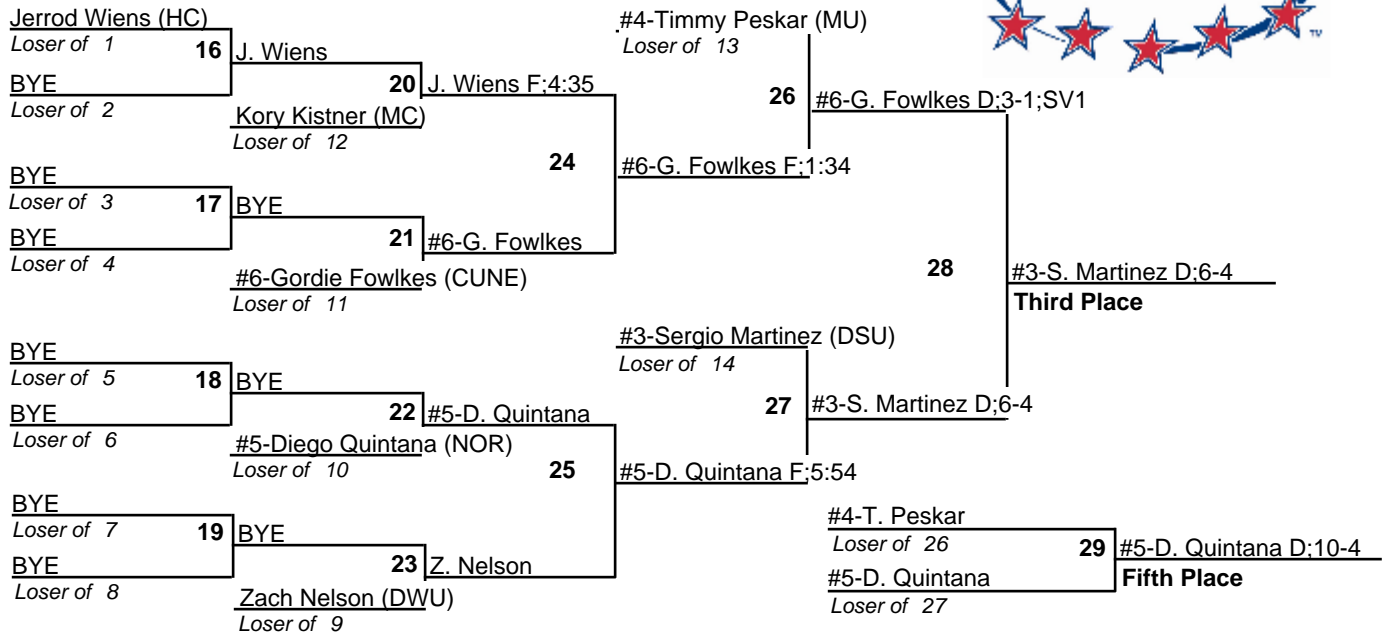 Jerrod Wiens (HC)
Loser of 1
16
J. Wiens
BYE
Loser of 2
20
J. Wiens F;4:35
Kory Kistner (MC)
Loser of 12
24
BYE
Loser of 3
17
BYE
BYE
Loser of 4
21
#6-G. Fowlkes
#6-Gordie Fowlkes (CUNE)
Loser of 11
#4-Timmy Peskar (MU)
Loser of 13
26
#6-G. Fowlkes D;3-1;SV1
#6-G. Fowlkes F;1:34
28
#3-S. Martinez D;6-4
Third Place
BYE
Loser of 5
18
BYE
BYE
Loser of 6
22
#5-D. Quintana
#5-Diego Quintana (NOR)
Loser of 10
25
#3-Sergio Martinez (DSU)
Loser of 14
27
#3-S. Martinez D;6-4
#5-D. Quintana F;5:54
BYE
Loser of 7
19
BYE
BYE
Loser of 8
23
Z. Nelson
Zach Nelson (DWU)
Loser of 9
#4-T. Peskar
Loser of 26
29
#5-D. Quintana D;10-4
#5-D. Quintana
Fifth Place
Loser of 27
TM